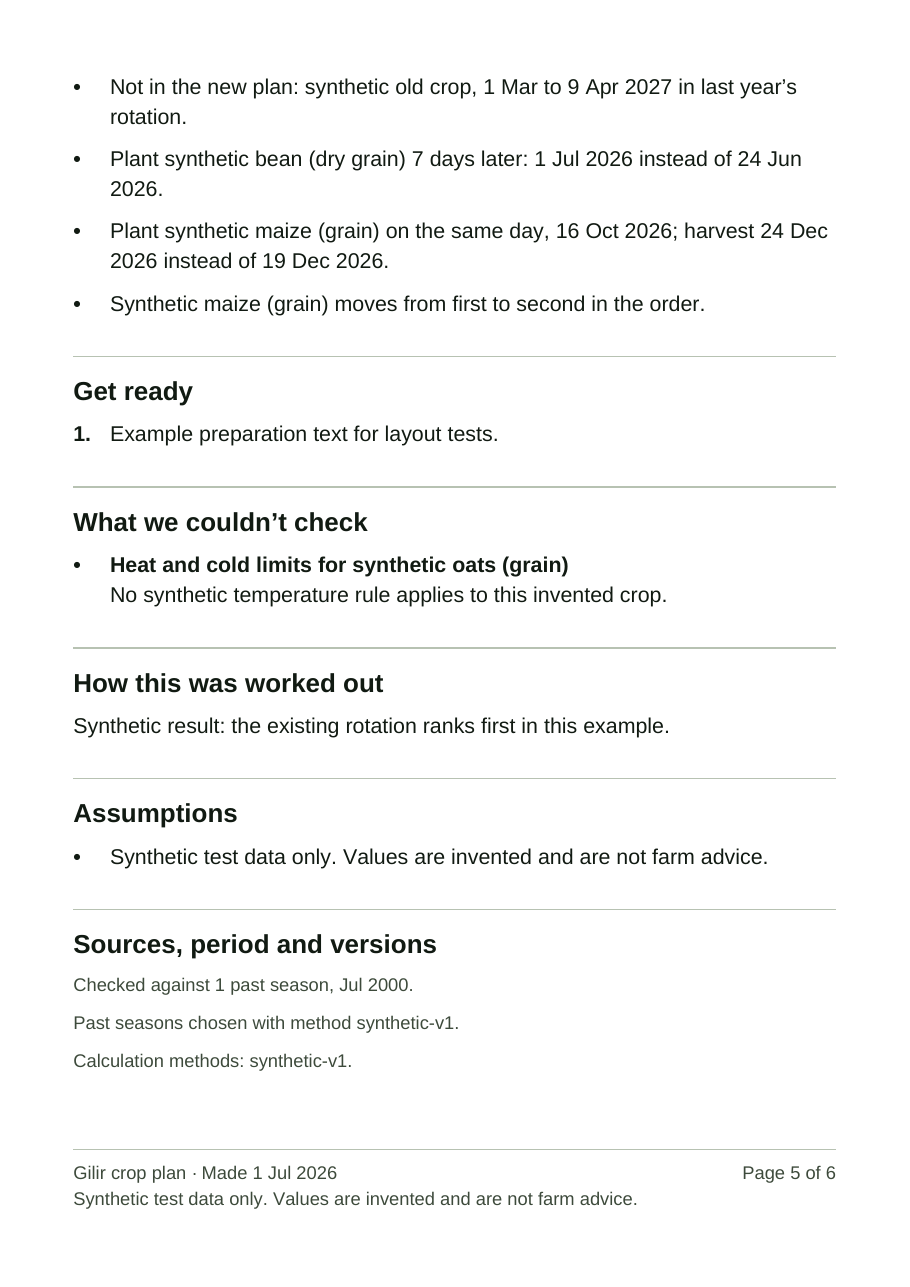 • Not in the new plan: synthetic old crop, 1 Mar to 9 Apr 2027 in last year’s
rotation.
• Plant synthetic bean (dry grain) 7 days later: 1 Jul 2026 instead of 24 Jun
2026.
• Plant synthetic maize (grain) on the same day, 16 Oct 2026; harvest 24 Dec
2026 instead of 19 Dec 2026.
• Synthetic maize (grain) moves from first to second in the order.
Get ready
1. Example preparation text for layout tests.
What we couldn’t check
• Heat and cold limits for synthetic oats (grain)
No synthetic temperature rule applies to this invented crop.
How this was worked out
Synthetic result: the existing rotation ranks first in this example.
Assumptions
• Synthetic test data only. Values are invented and are not farm advice.
Sources, period and versions
Checked against 1 past season, Jul 2000.
Past seasons chosen with method synthetic-v1.
Calculation methods: synthetic-v1.
Gilir crop plan · Made 1 Jul 2026 Page 5 of 6
Synthetic test data only. Values are invented and are not farm advice.